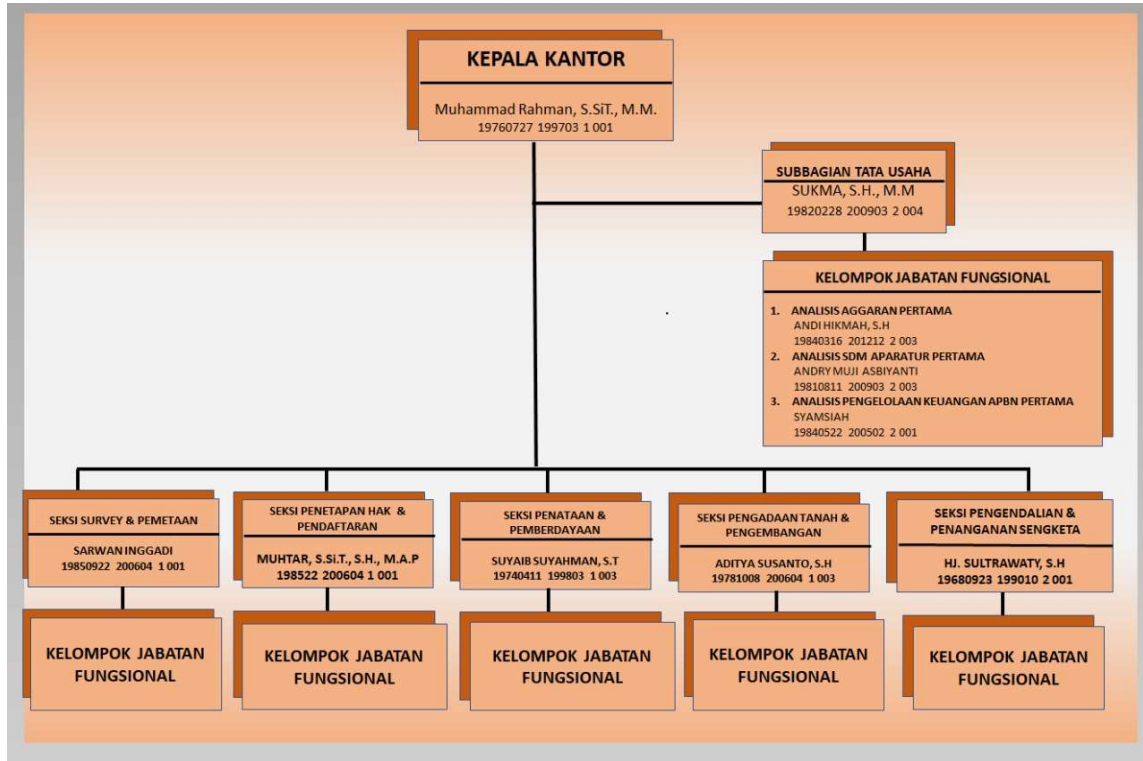 KEPALA KANTOR
Muhammad Rahman, S.SiT., M.M.
19760727 199703 1 001
SUBBAGIAN TATA USAHA
SUKMA, S.H., M.M
19820228 200903 2 004
KELOMPOK JABATAN FUNGSIONAL
1. ANALISIS AGGARAN PERTAMA
ANDI HIKMAH, S.H
19840316 201212 2 003
2. ANALISIS SDM APARATUR PERTAMA
ANDRY MUJI ASBIYANTI
19810811 200903 2 003
3. ANALISIS PENGELOLAAN KEUANGAN APBN PERTAMA
SYAMSIAH
19840522 200502 2 001
SEKSI SURVEY & PEMETAAN
SARWAN INGGADI
19850922 200604 1 001
SEKSI PENETAPAN HAK &
PENDAFTARAN
MUHTAR, S.SiT., S.H., M.A.P
198522 200604 1 001
SEKSI PENATAAN &
PEMBERDAYAAN
SUYAIB SUYAHMAN, S.T
19740411 199803 1 003
SEKSI PENGADAAN TANAH &
PENGEMBANGAN
ADITYA SUSANTO, S.H
19781008 200604 1 003
SEKSI PENGENDALIAN &
PENANGANAN SENGKETA
HJ. SULTRAWATY, S.H
19680923 199010 2 001
KELOMPOK JABATAN
FUNGSIONAL
KELOMPOK JABATAN
FUNGSIONAL
KELOMPOK JABATAN
FUNGSIONAL
KELOMPOK JABATAN
FUNGSIONAL
KELOMPOK JABATAN
FUNGSIONAL